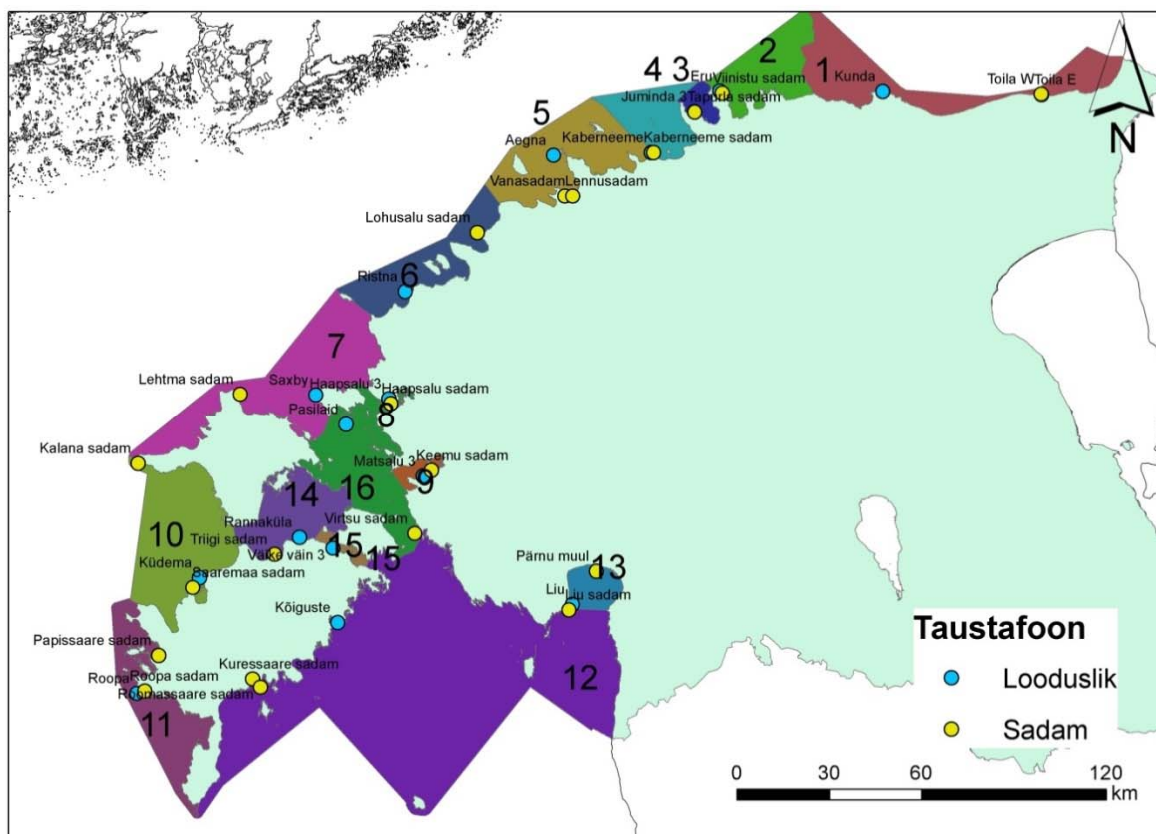 2
4 3 Eru Viinistu sadam
1 Kunda
Toila W Toila E
Juminda 3 Tapurla sadam
5
Aegna
Kaberneeme Kaberneeme sadam
N
Vanasadam Lennusadam
Lohusalu sadam
Ristna 6
7
Lehtma sadam
Saxby Haapsalu 3 Haapsalu sadam
Pasilaid 8
Kalana sadam
Matsalu 3 Keemu sadam
9
14 16
Rannaküla Virtsu sadam
10 Triigi sadam
Väike väin 3 15 15
Küdema
Saaremaa sadam
Pärnu muul 13
Liu Liu sadam
Kõiguste
Papissaare sadam
Taustafoon
Kuressaare sadam
Roopa Roopa sadam
Roomassaare sadam
12
Looduslik
11
Sadam
0 30 60 120
km